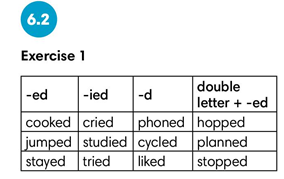 6.2
Exercise 1
-ed -ied -d double letter + -ed
cooked cried phoned hopped
jumped studied cycled planned
stayed tried liked stopped